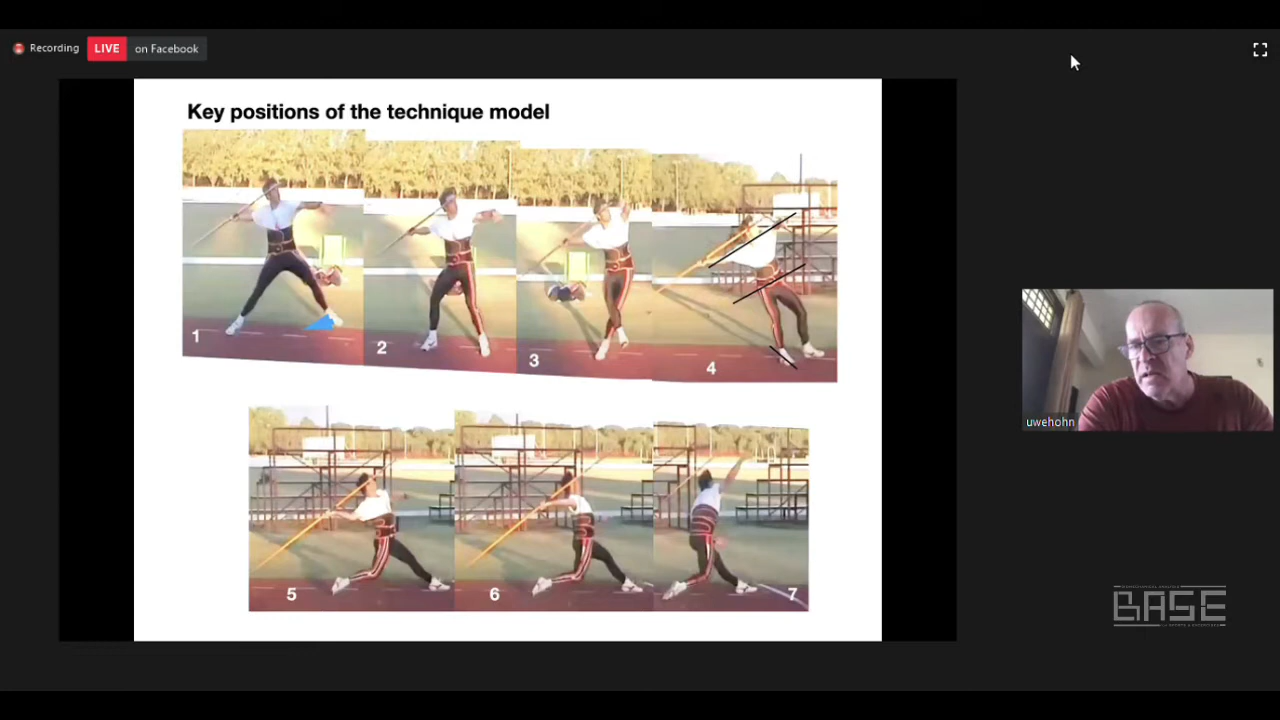 Recording
LIVE
on Facebook
Key positions of the technique model
1
2
3
4
5
6
7
uwehohn
BASE